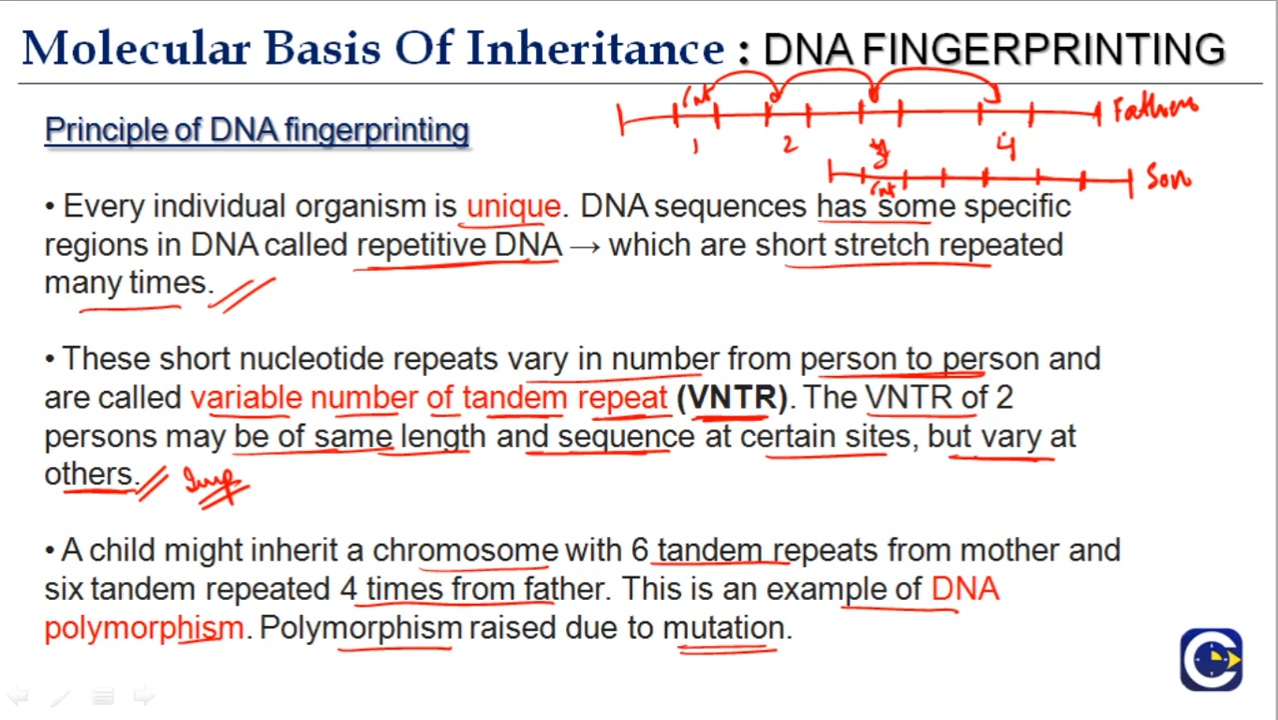 Molecular Basis Of Inheritance : DNA FINGERPRINTING
Principle of DNA fingerprinting
1 2 3 4
Son
• Every individual organism is unique. DNA sequences has some specific
regions in DNA called repetitive DNA → which are short stretch repeated
many times.
• These short nucleotide repeats vary in number from person to person and
are called variable number of tandem repeat (VNTR). The VNTR of 2
persons may be of same length and sequence at certain sites, but vary at
others.
Imp
• A child might inherit a chromosome with 6 tandem repeats from mother and
six tandem repeated 4 times from father. This is an example of DNA
polymorphism. Polymorphism raised due to mutation.